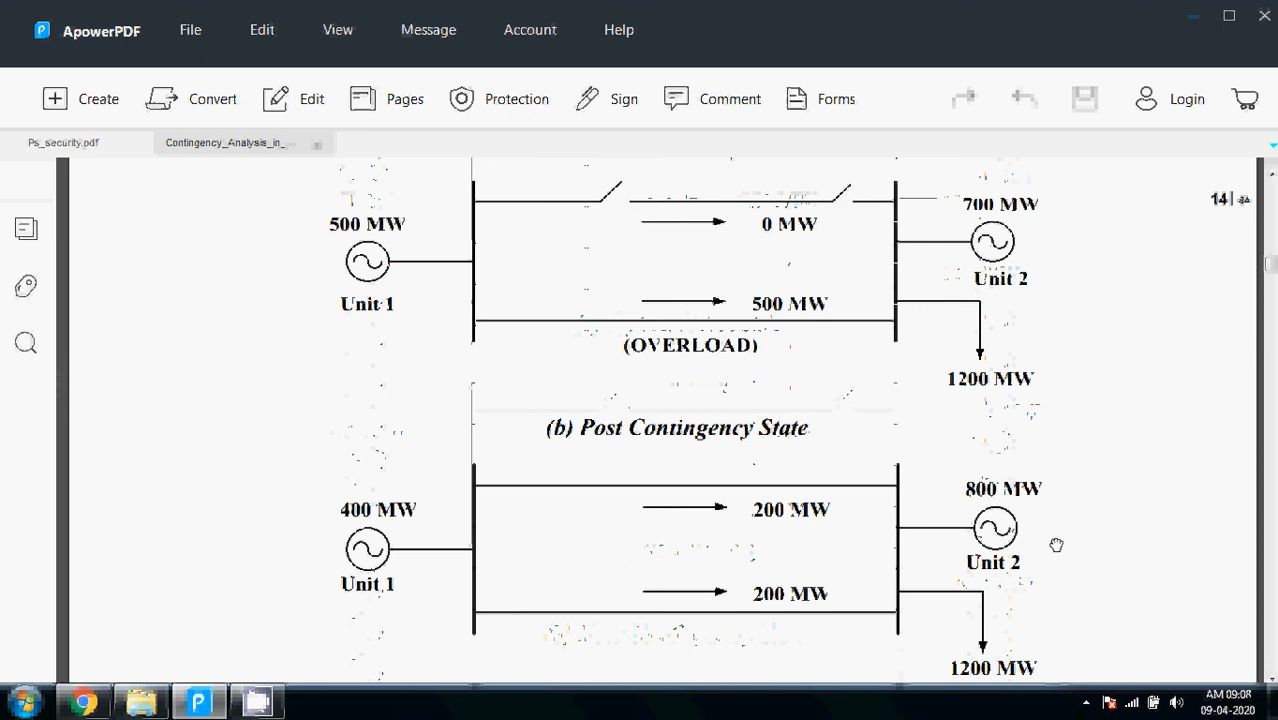 ApowerPDF File Edit View Message Account Help
Create Convert Edit Pages Protection Sign Comment Forms Login
Ps_security.pdf Contingency_Analysis_in_
700 MW
500 MW
0 MW
Unit 2
Unit 1
500 MW
(OVERLOAD)
1200 MW
(b) Post Contingency State
800 MW
400 MW
200 MW
Unit 2
Unit 1
200 MW
1200 MW
AM 09:08
09-04-2020